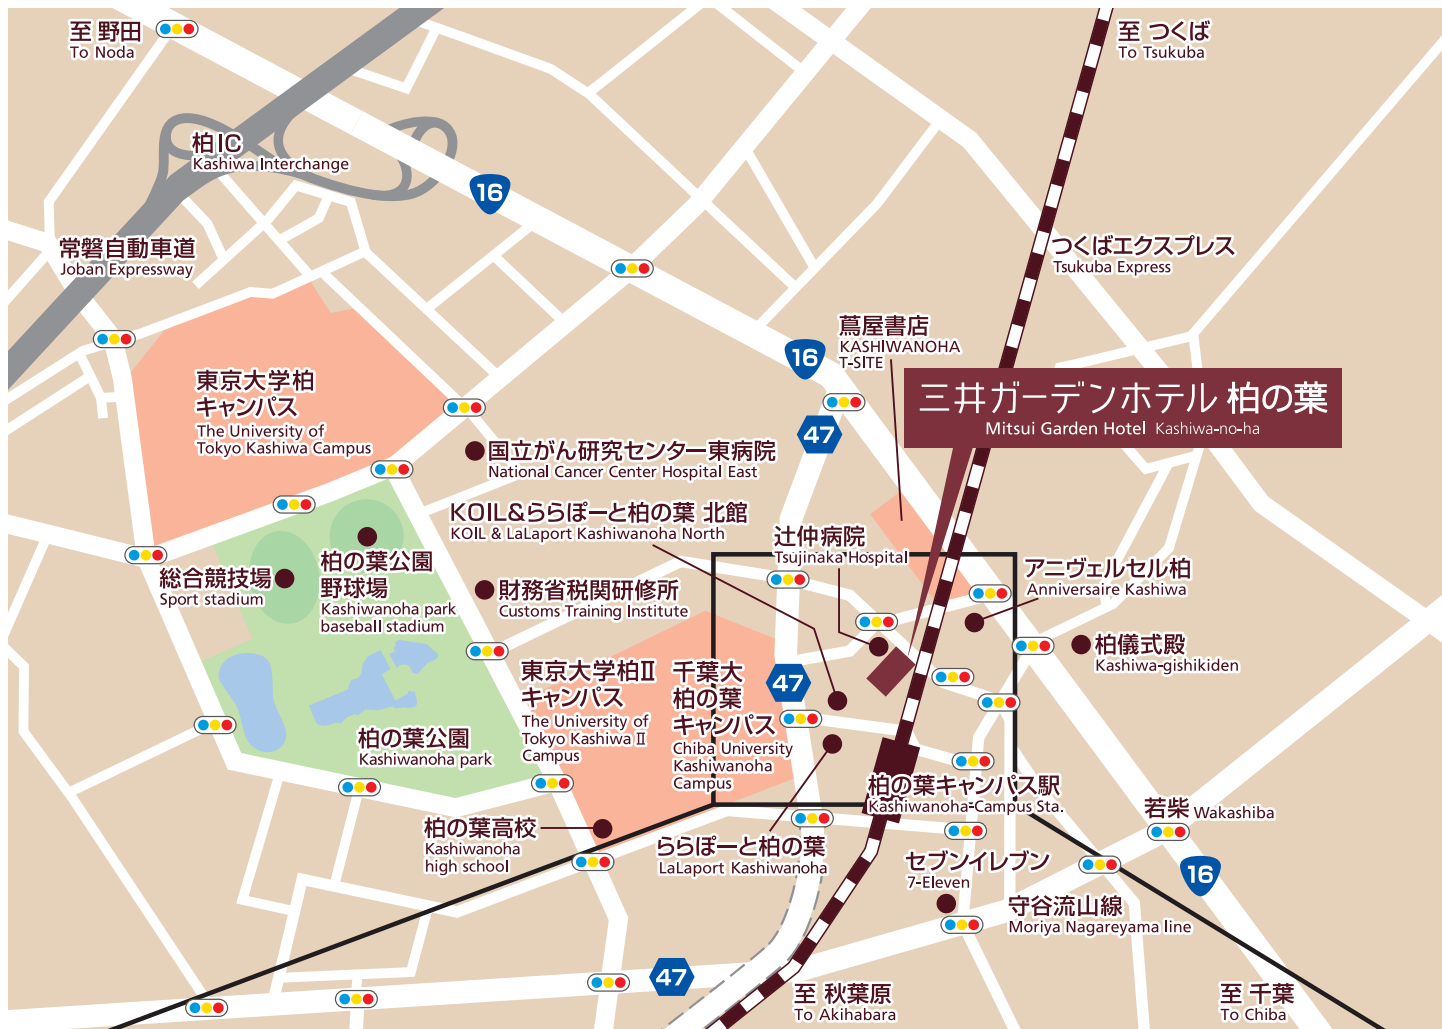 至 野田
To Noda
至 つくば
To Tsukuba
柏IC
Kashiwa Interchange
16
常磐自動車道
Joban Expressway
つくばエクスプレス
Tsukuba Express
蔦屋書店
KASHIWANOHA
T-SITE
16
三井ガーデンホテル 柏の葉
Mitsui Garden Hotel Kashiwa-no-ha
東京大学柏
キャンパス
The University of
Tokyo Kashiwa Campus
47
国立がん研究センター東病院
National Cancer Center Hospital East
KOIL&ららぽーと柏の葉 北館
KOIL & LaLaport Kashiwanoha North
辻仲病院
Tsujinaka Hospital
総合競技場
Sport stadium
柏の葉公園
野球場
Kashiwanoha park
baseball stadium
財務省税関研修所
Customs Training Institute
アニヴェルセル柏
Anniversaire Kashiwa
柏儀式殿
Kashiwa-gishikiden
東京大学柏Ⅱ
キャンパス
The University of
Tokyo Kashiwa Ⅱ
Campus
千葉大
柏の葉
キャンパス
Chiba University
Kashiwanoha
Campus
47
柏の葉公園
Kashiwanoha park
柏の葉キャンパス駅
Kashiwanoha-Campus Sta.
若柴 Wakashiba
柏の葉高校
Kashiwanoha
high school
ららぽーと柏の葉
LaLaport Kashiwanoha
セブンイレブン
7-Eleven
16
守谷流山線
Moriya Nagareyama line
47
至 秋葉原
To Akihabara
至 千葉
To Chiba